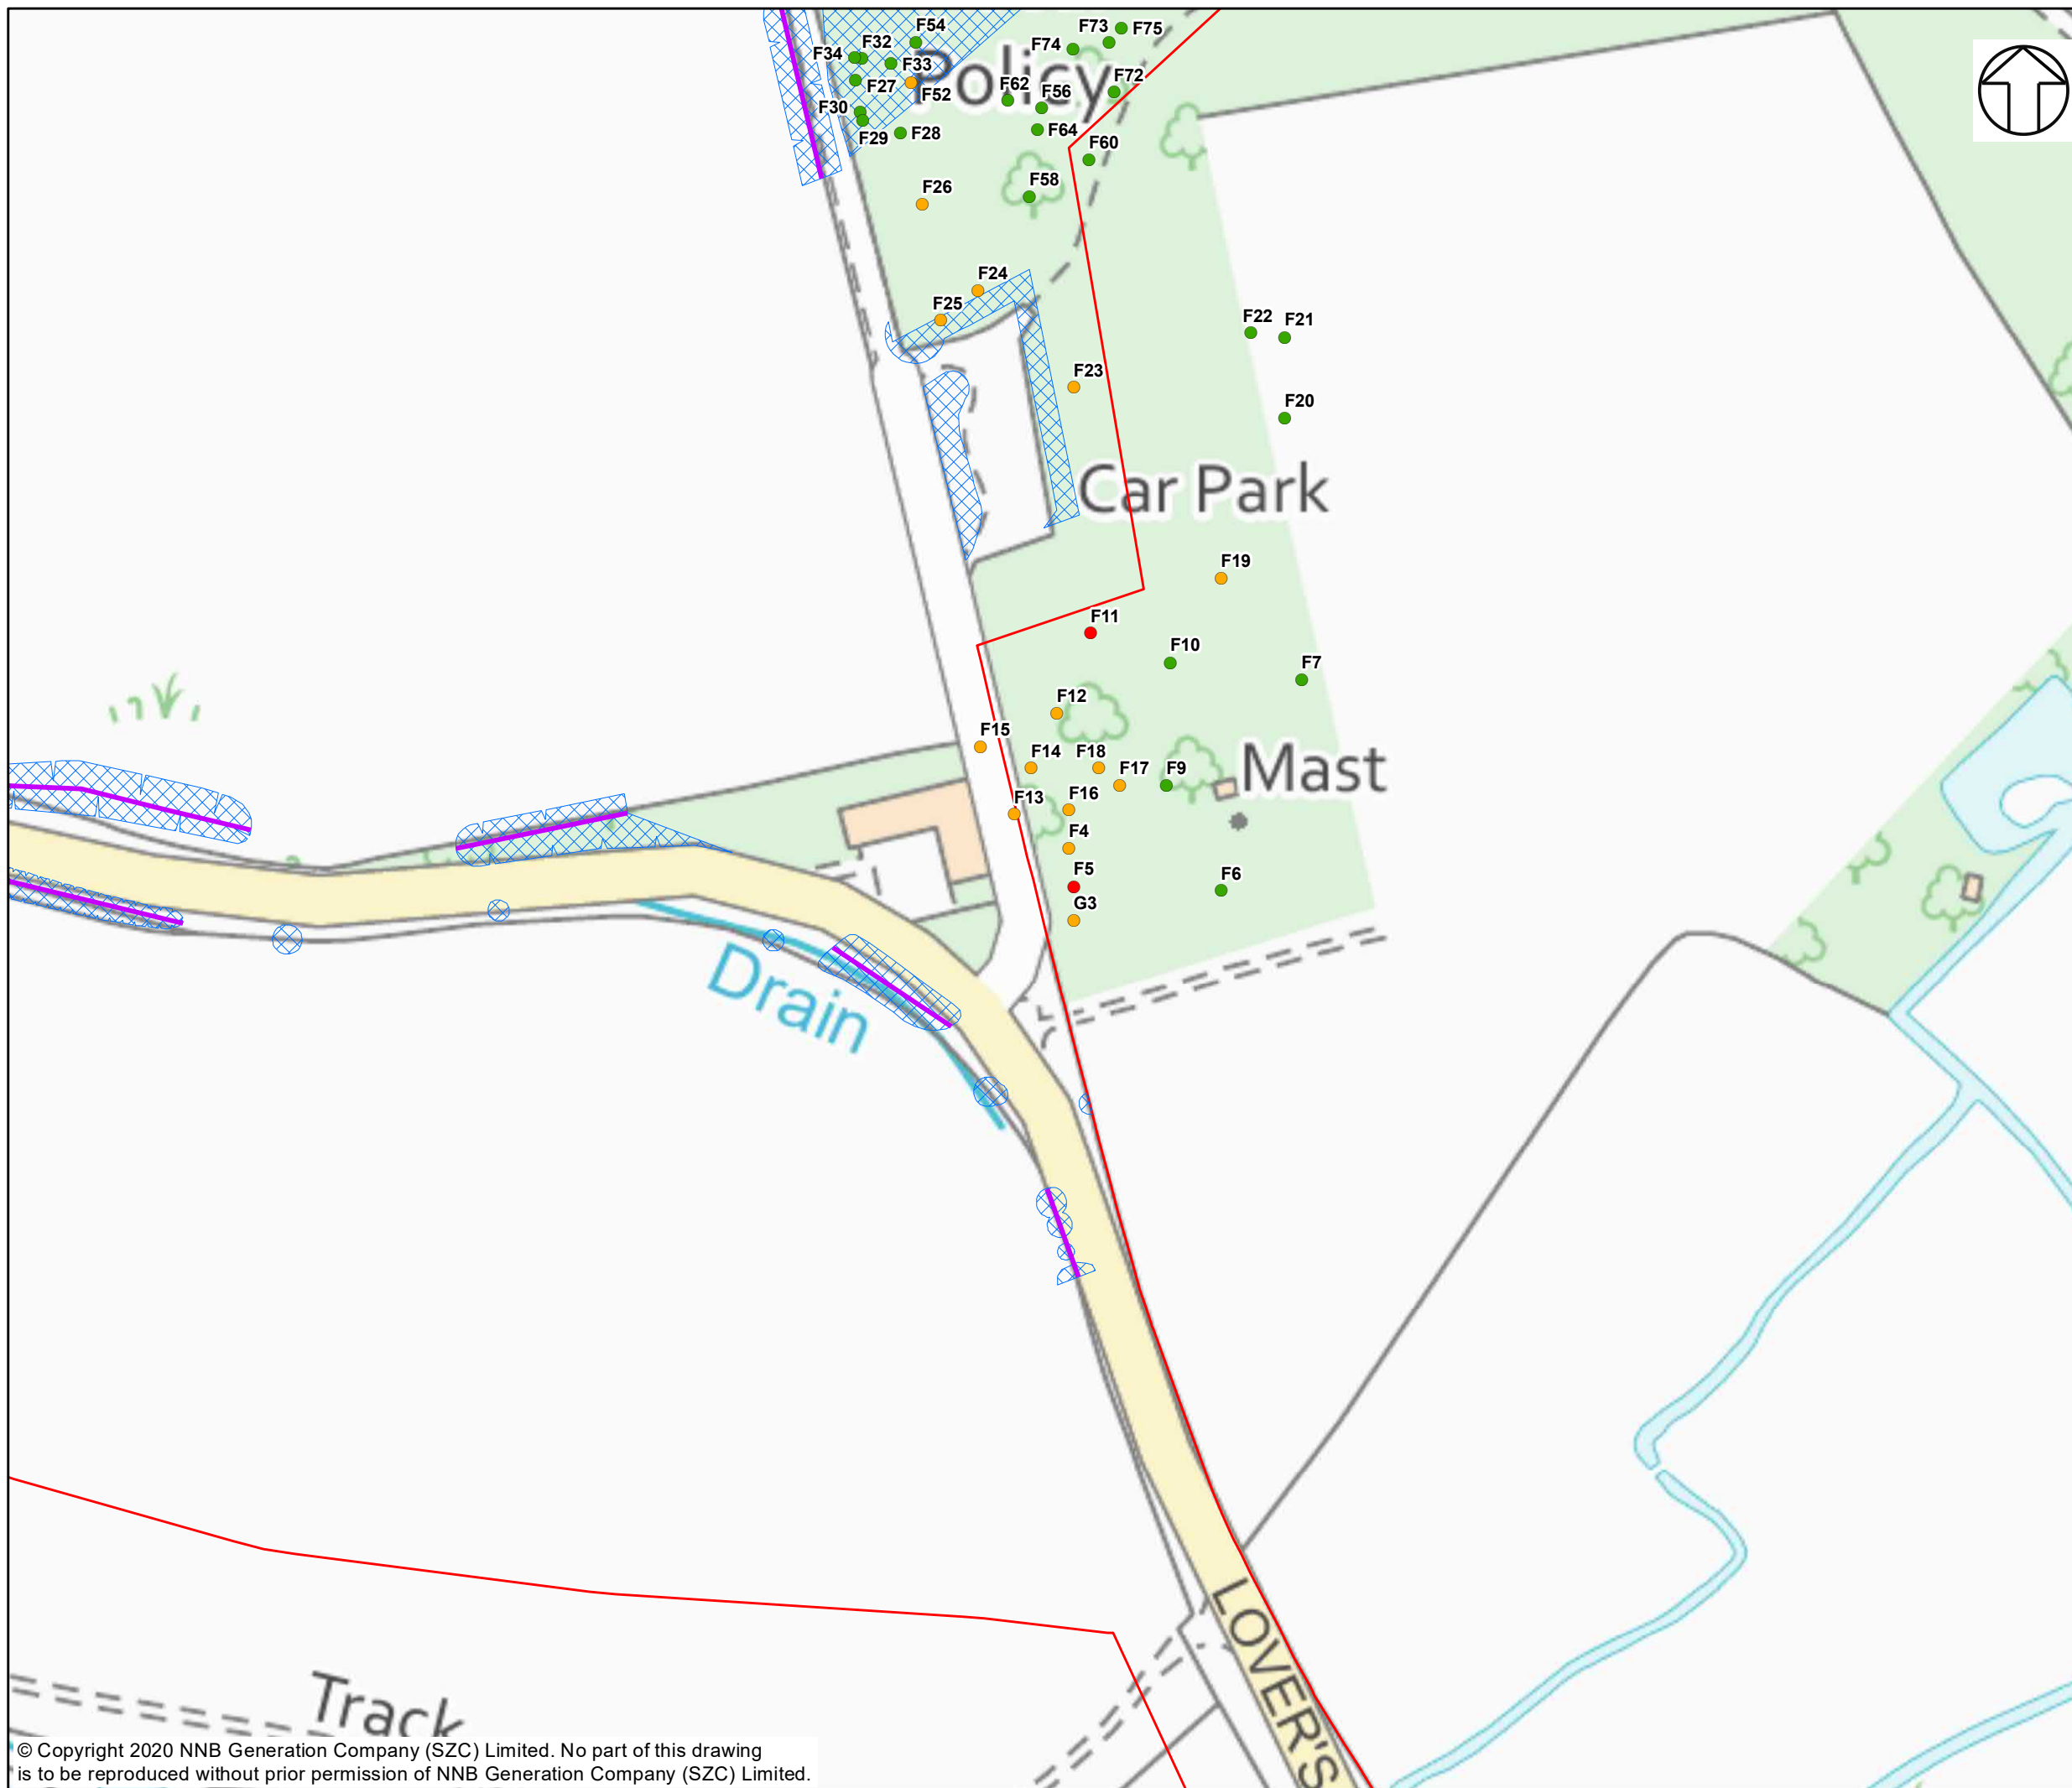 F54
F73
F75
F34
F32
F74
Policy
F33
F27
F52
F62
F56
F72
F30
F29
F28
F64
F60
F26
F58
F24
F25
F22
F21
F23
F20
Car Park
F19
F11
F10
F7
F12
F15
F14
F18
F17
F9
Mast
F13
F16
F4
F5
F6
G3
Drain
LOVER'S
Track
© Copyright 2020 NNB Generation Company (SZC) Limited. No part of this drawing
is to be reproduced without prior permission of NNB Generation Company (SZC) Limited.